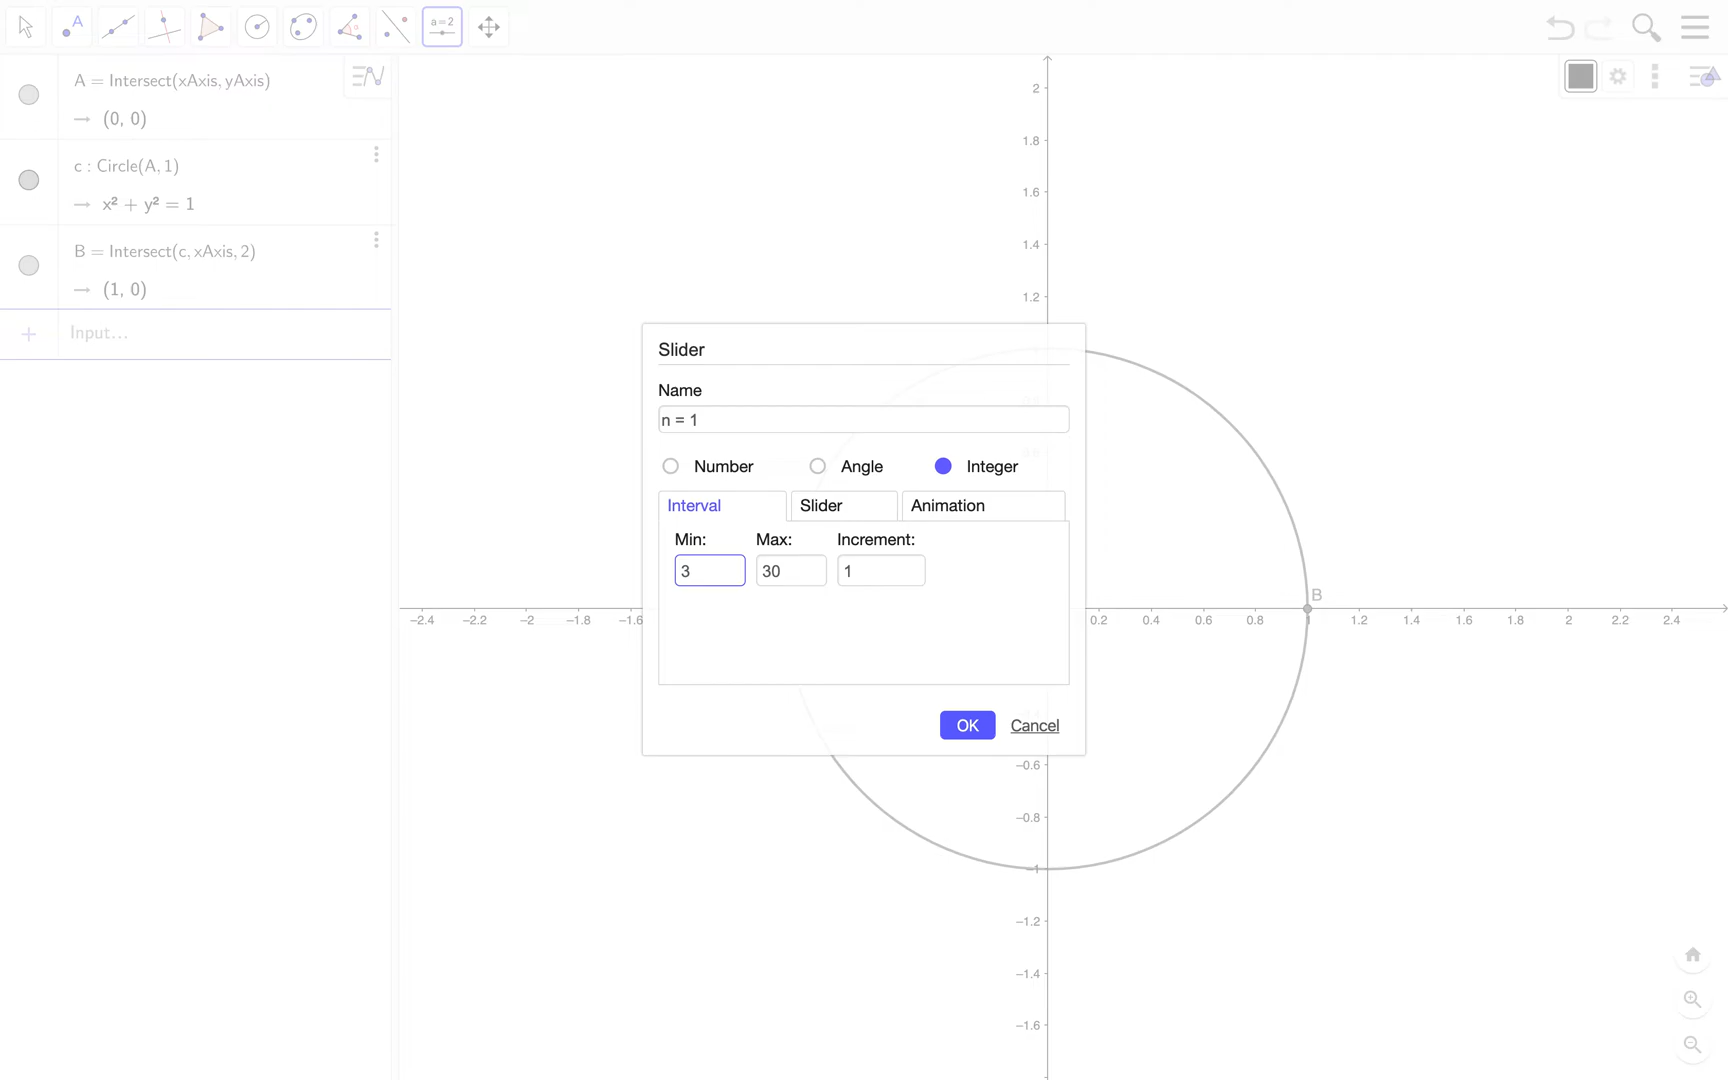 A
a=2
A = Intersect(xAxis, yAxis)
→ (0, 0)
c : Circle(A, 1)
→ x² + y² = 1
B = Intersect(c, xAxis, 2)
→ (1, 0)
+ Input…
2
1.8
1.6
1.4
1.2
Slider
Name
n = 1
Number Angle Integer
Interval Slider Animation
Min: Max: Increment:
3 30 1
OK Cancel
B
−2.4 −2.2 −2 −1.8 −1.6 0.2 0.4 0.6 0.8 1 1.2 1.4 1.6 1.8 2 2.2 2.4
−0.6
−0.8
−1
−1.2
−1.4
−1.6